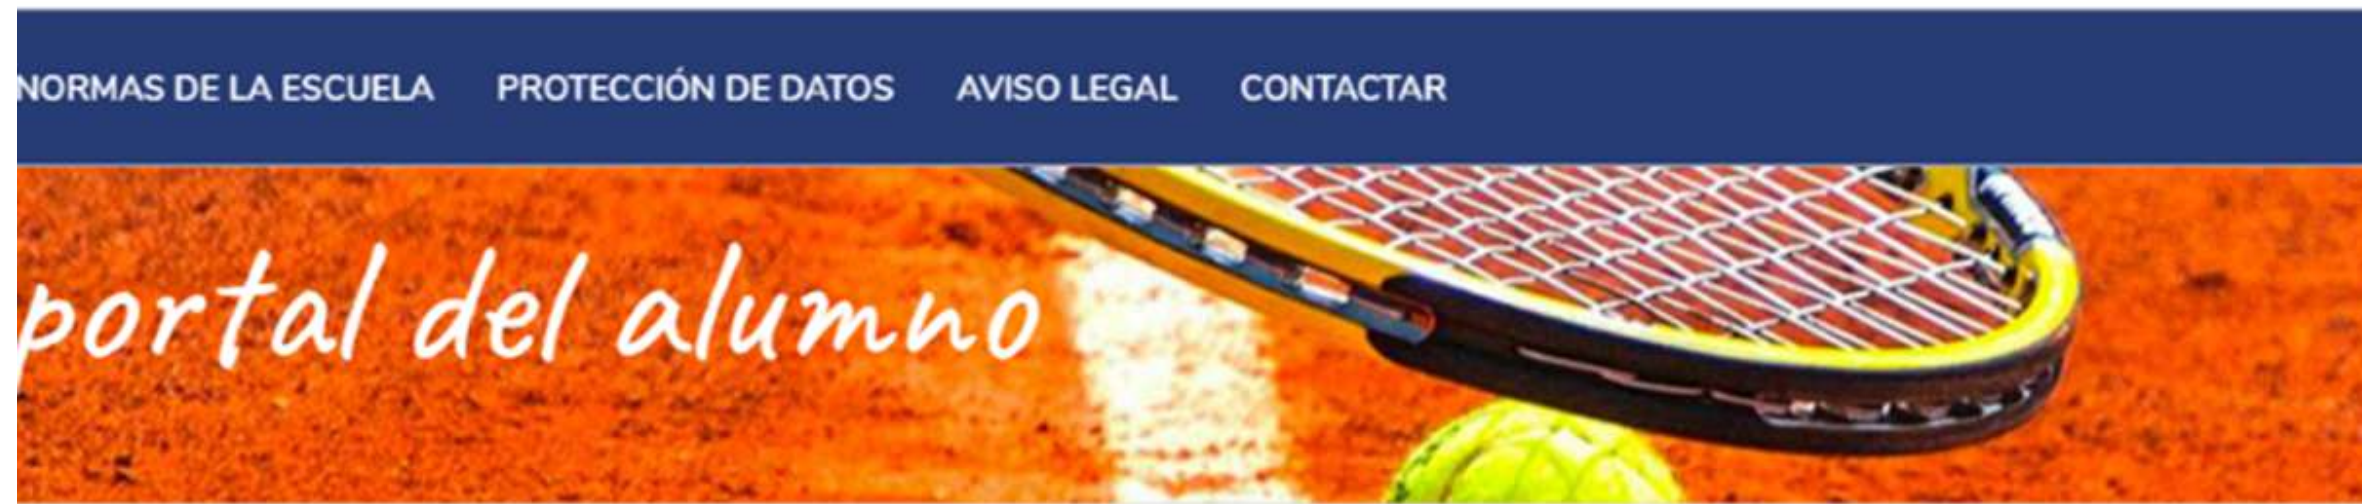 NORMAS DE LA ESCUELA PROTECCIÓN DE DATOS AVISO LEGAL CONTACTAR
portal del alumno